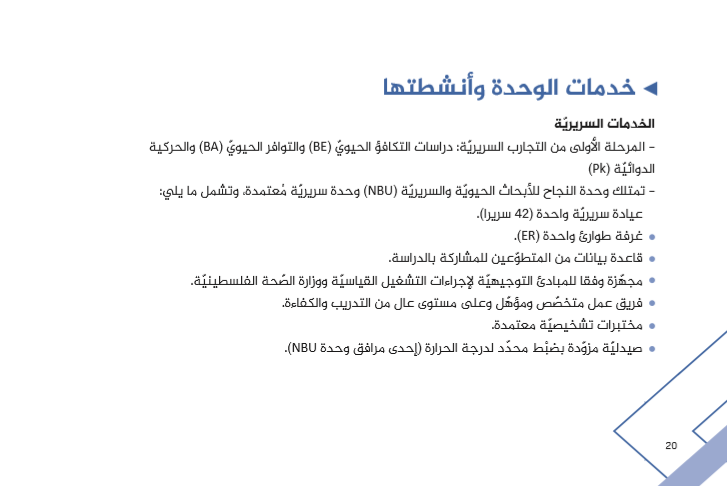 خدمات الوحدة وأنشطتها
الخدمات السريريّة
- المرحلة الأولى من التجارب السريريّة: دراسات التكافؤ الحيويّ (BE) والتوافر الحيويّ (BA) والحركية
الدوائيّة (Pk)
- تمتلك وحدة النجاح للأبحاث الحيويّة والسريريّة (NBU) وحدة سريريّة مُعتمدة، وتشمل ما يلي:
عيادة سريريّة واحدة (42 سريرا).
• غرفة طوارئ واحدة (ER).
• قاعدة بيانات من المتطوّعين للمشاركة بالدراسة.
• مجهّزة وفقا للمبادئ التوجيهيّة لإجراءات التشغيل القياسيّة ووزارة الصّحة الفلسطينيّة.
• فريق عمل متخصّص ومؤهّل وعلى مستوى عال من التدريب والكفاءة.
• مختبرات تشخيصيّة معتمدة.
• صيدليّة مزوّدة بضبْط محدّد لدرجة الحرارة (إحدى مرافق وحدة NBU).
20